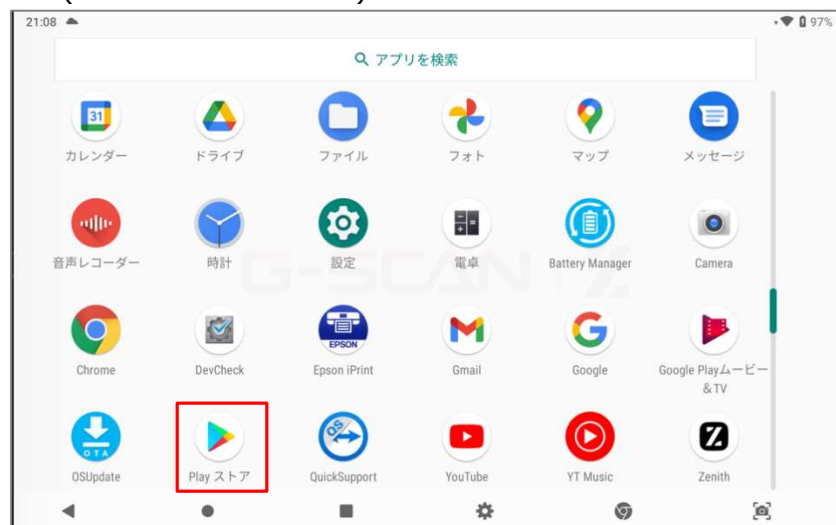 21:08
97%
アプリを検索
31
カレンダー
ドライブ
ファイル
フォト
マップ
メッセージ
音声レコーダー
時計
設定
電卓
Battery Manager
Camera
G-SCAN Z
EPSON
Chrome
DevCheck
Epson iPrint
Gmail
Google
Google Playムービー
& TV
OTA
OS
Z
OSUpdate
Play ストア
QuickSupport
YouTube
YT Music
Zenith